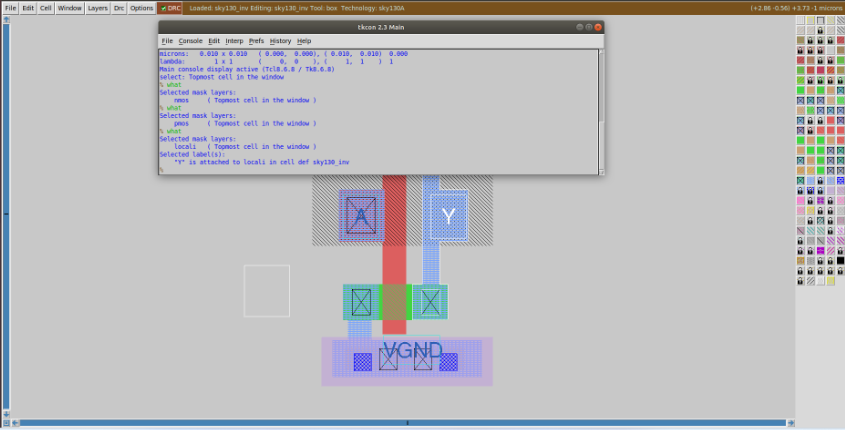 File Edit Cell Window Layers Drc Options DRC Loaded: sky130_inv Editing: sky130_inv Tool: box Technology: sky130A (+2.86 -0.56) +3.73 -1 microns
tkcon 2.3 Main
File Console Edit Interp Prefs History Help
microns: 0.010 x 0.010 ( 0.000, 0.000), ( 0.010, 0.010) 0.000
lambda: 1 x 1 ( 0, 0 ), ( 1, 1 ) 1
Main console display active (Tcl8.6.8 / Tk8.6.8)
select: Topmost cell in the window
% what
Selected mask layers:
nmos ( Topmost cell in the window )
% what
Selected mask layers:
pmos ( Topmost cell in the window )
% what
Selected mask layers:
locali ( Topmost cell in the window )
Selected label(s):
"Y" is attached to locali in cell def sky130_inv
%
A Y
VGND